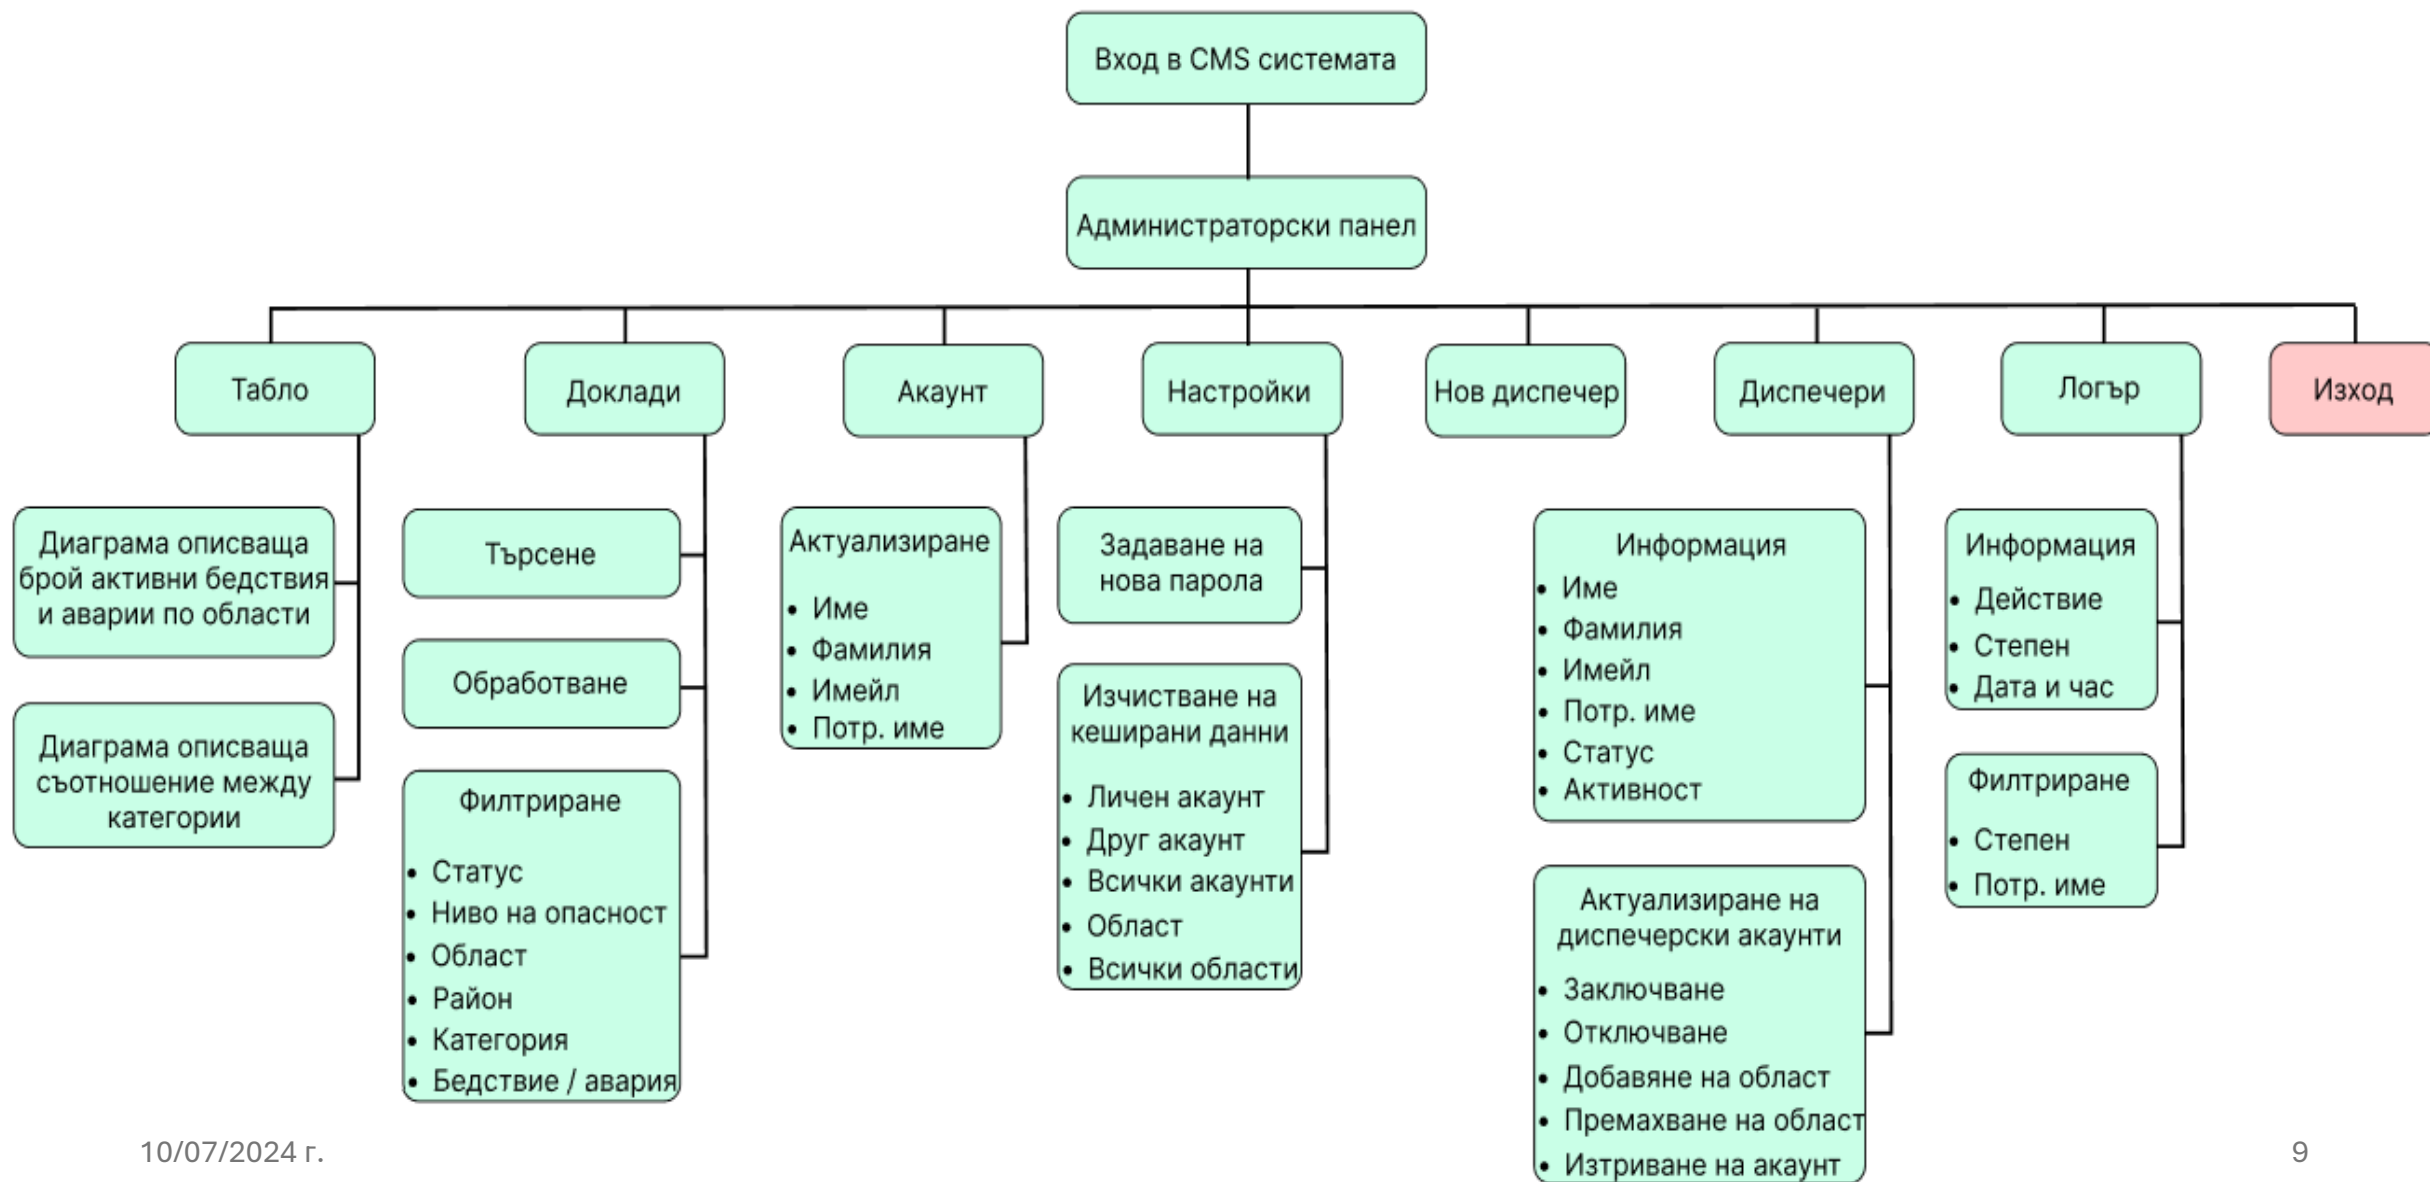 Вход в CMS системата
Администраторски панел
Табло
Доклади
Акаунт
Настройки
Нов диспечер
Диспечери
Логър
Изход
Диаграма описваща
брой активни бедствия
и аварии по области
Диаграма описваща
съотношение между
категории
Търсене
Обработване
Филтриране
• Статус
• Ниво на опасност
• Област
• Район
• Категория
• Бедствие / авария
Актуализиране
• Име
• Фамилия
• Имейл
• Потр. име
Задаване на
нова парола
Изчистване на
кеширани данни
• Личен акаунт
• Друг акаунт
• Всички акаунти
• Област
• Всички области
Информация
• Име
• Фамилия
• Имейл
• Потр. име
• Статус
• Активност
Актуализиране на
диспечерски акаунти
• Заключване
• Отключване
• Добавяне на област
• Премахване на област
• Изтриване на акаунт
Информация
• Действие
• Степен
• Дата и час
Филтриране
• Степен
• Потр. име
10/07/2024 г.
9